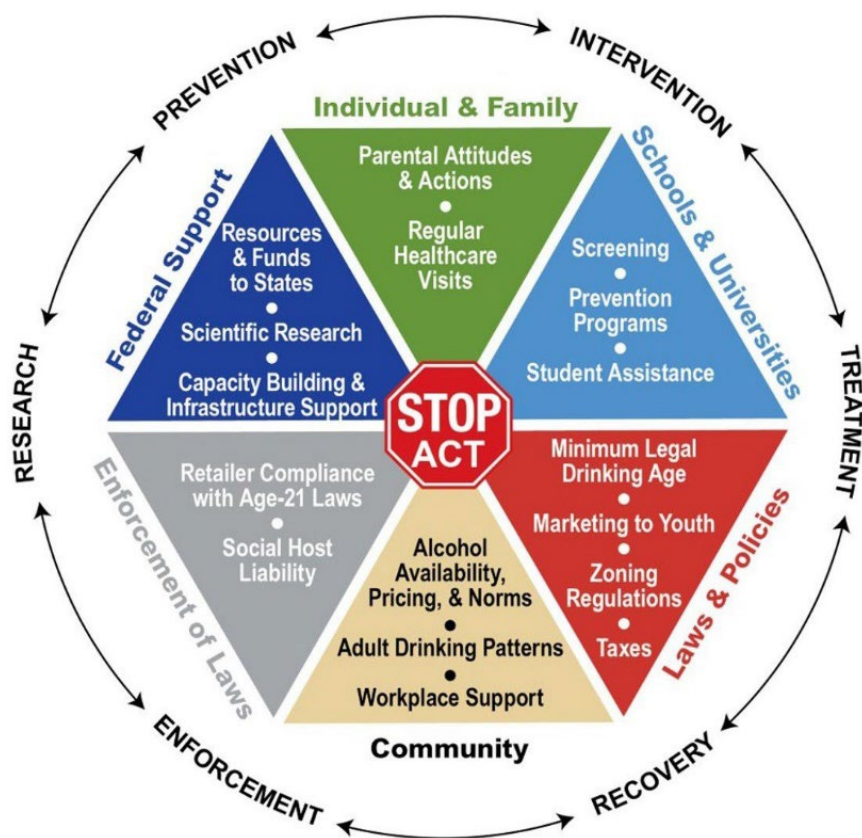 PREVENTION
INTERVENTION
TREATMENT
RECOVERY
ENFORCEMENT
RESEARCH
Individual & Family
Parental Attitudes
& Actions
Regular
Healthcare
Visits
Schools & Universities
Screening
Prevention
Programs
Student Assistance
Laws & Policies
Minimum Legal
Drinking Age
Marketing to Youth
Zoning
Regulations
Taxes
Community
Alcohol
Availability,
Pricing, & Norms
Adult Drinking Patterns
Workplace Support
Enforcement of Laws
Retailer Compliance
with Age-21 Laws
Social Host
Liability
Federal Support
Resources
& Funds
to States
Scientific Research
Capacity Building &
Infrastructure Support
STOP
ACT